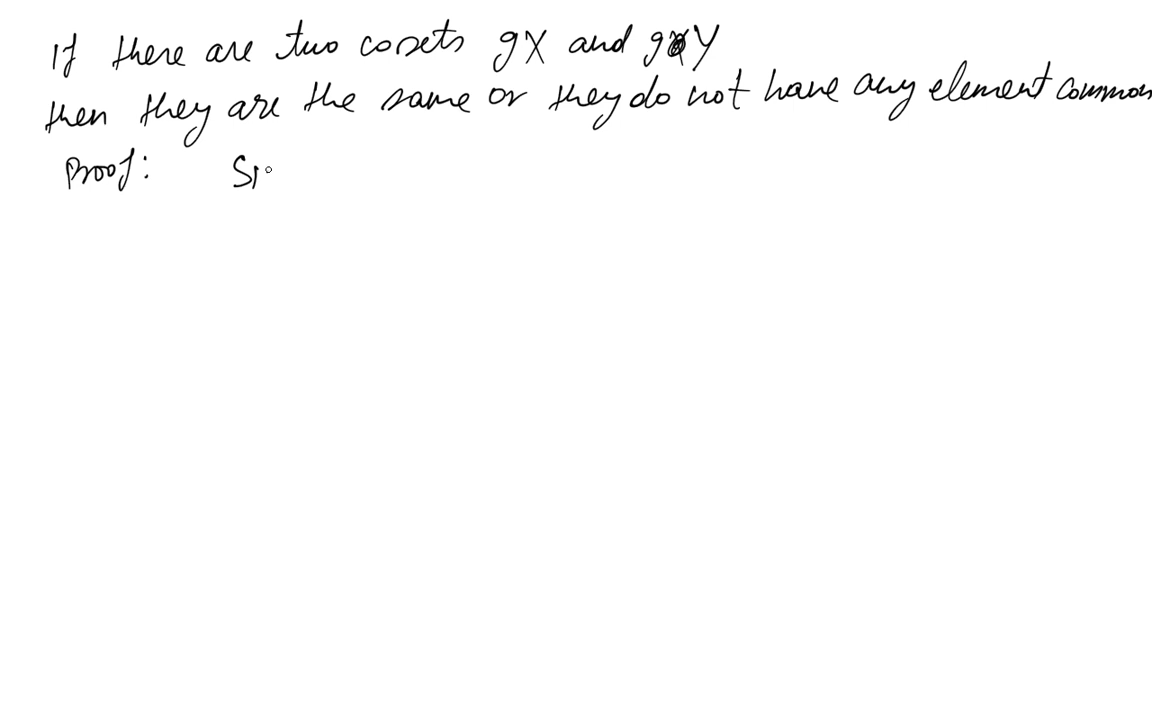 If there are two cosets gX and gY
then they are the same or they do not have any element common
Proof: